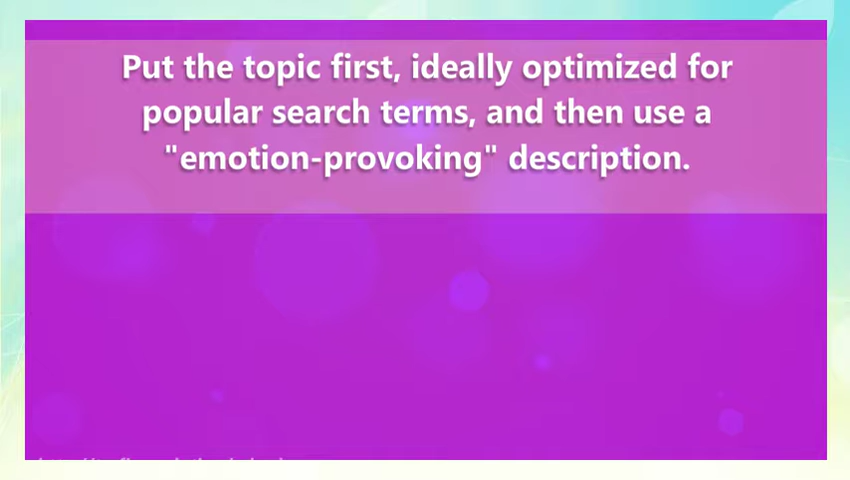 Put the topic first, ideally optimized for
popular search terms, and then use a
"emotion-provoking" description.